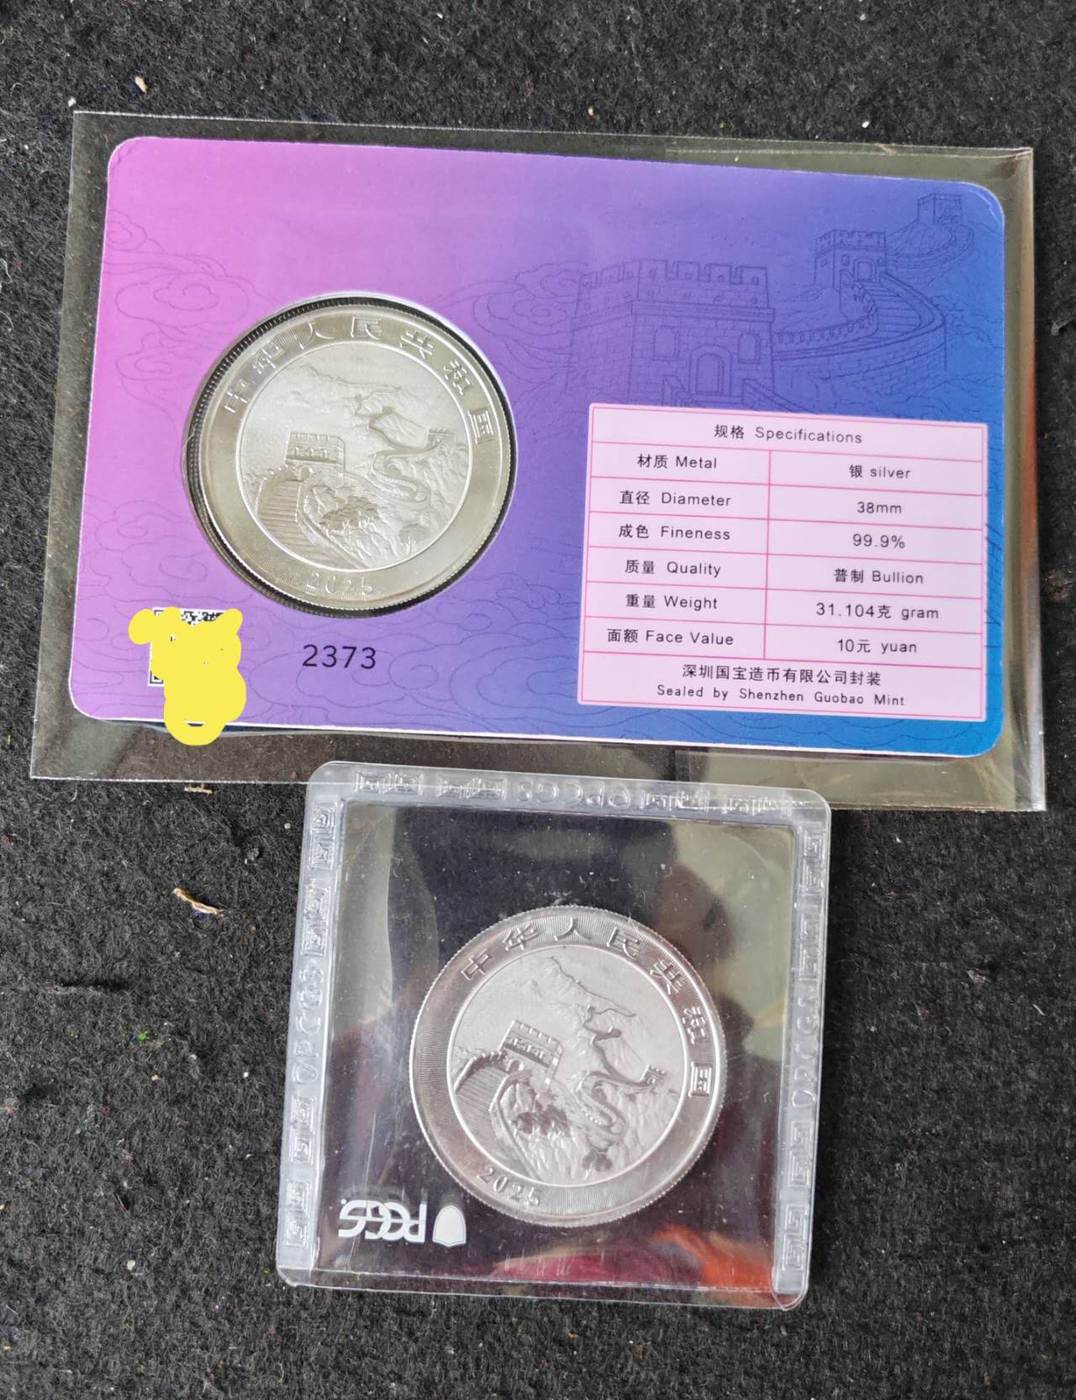 中华人民共和国
2025
2373
规格 Specifications
材质 Metal 银 silver
直径 Diameter 38mm
成色 Fineness 99.9%
质量 Quality 普制 Bullion
重量 Weight 31.104克 gram
面额 Face Value 10元 yuan
深圳国宝造币有限公司封装
Sealed by Shenzhen Guobao Mint
中华人民共和国
2025
PCGS